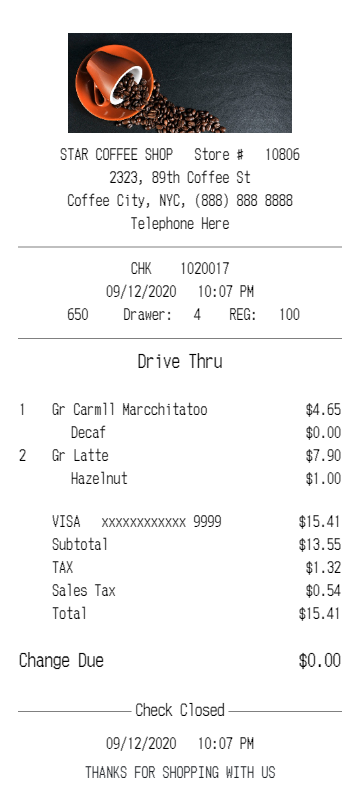 STAR COFFEE SHOP Store # 10806
2323, 89th Coffee St
Coffee City, NYC, (888) 888 8888
Telephone Here
CHK 1020017
09/12/2020 10:07 PM
650 Drawer: 4 REG: 100
Drive Thru
1 Gr Carmll Marcchitatoo $4.65
Decaf $0.00
2 Gr Latte $7.90
Hazelnut $1.00
VISA xxxxxxxxxxxx 9999 $15.41
Subtotal $13.55
TAX $1.32
Sales Tax $0.54
Total $15.41
Change Due $0.00
Check Closed
09/12/2020 10:07 PM
THANKS FOR SHOPPING WITH US